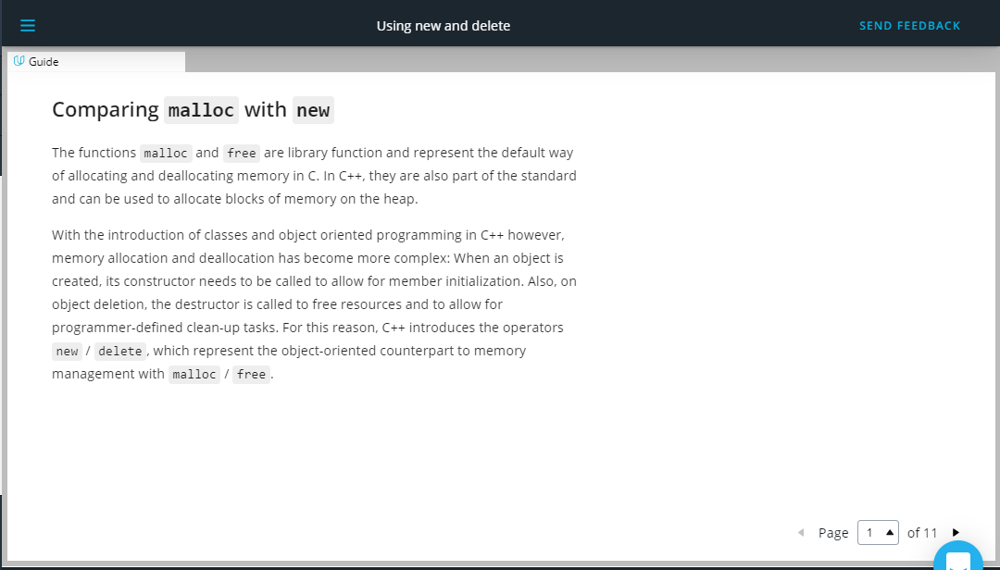 Using new and delete
SEND FEEDBACK
Guide
Comparing malloc with new
The functions malloc and free are library function and represent the default way
of allocating and deallocating memory in C. In C++, they are also part of the standard
and can be used to allocate blocks of memory on the heap.
With the introduction of classes and object oriented programming in C++ however,
memory allocation and deallocation has become more complex: When an object is
created, its constructor needs to be called to allow for member initialization. Also, on
object deletion, the destructor is called to free resources and to allow for
programmer-defined clean-up tasks. For this reason, C++ introduces the operators
new / delete , which represent the object-oriented counterpart to memory
management with malloc / free .
Page 1 of 11